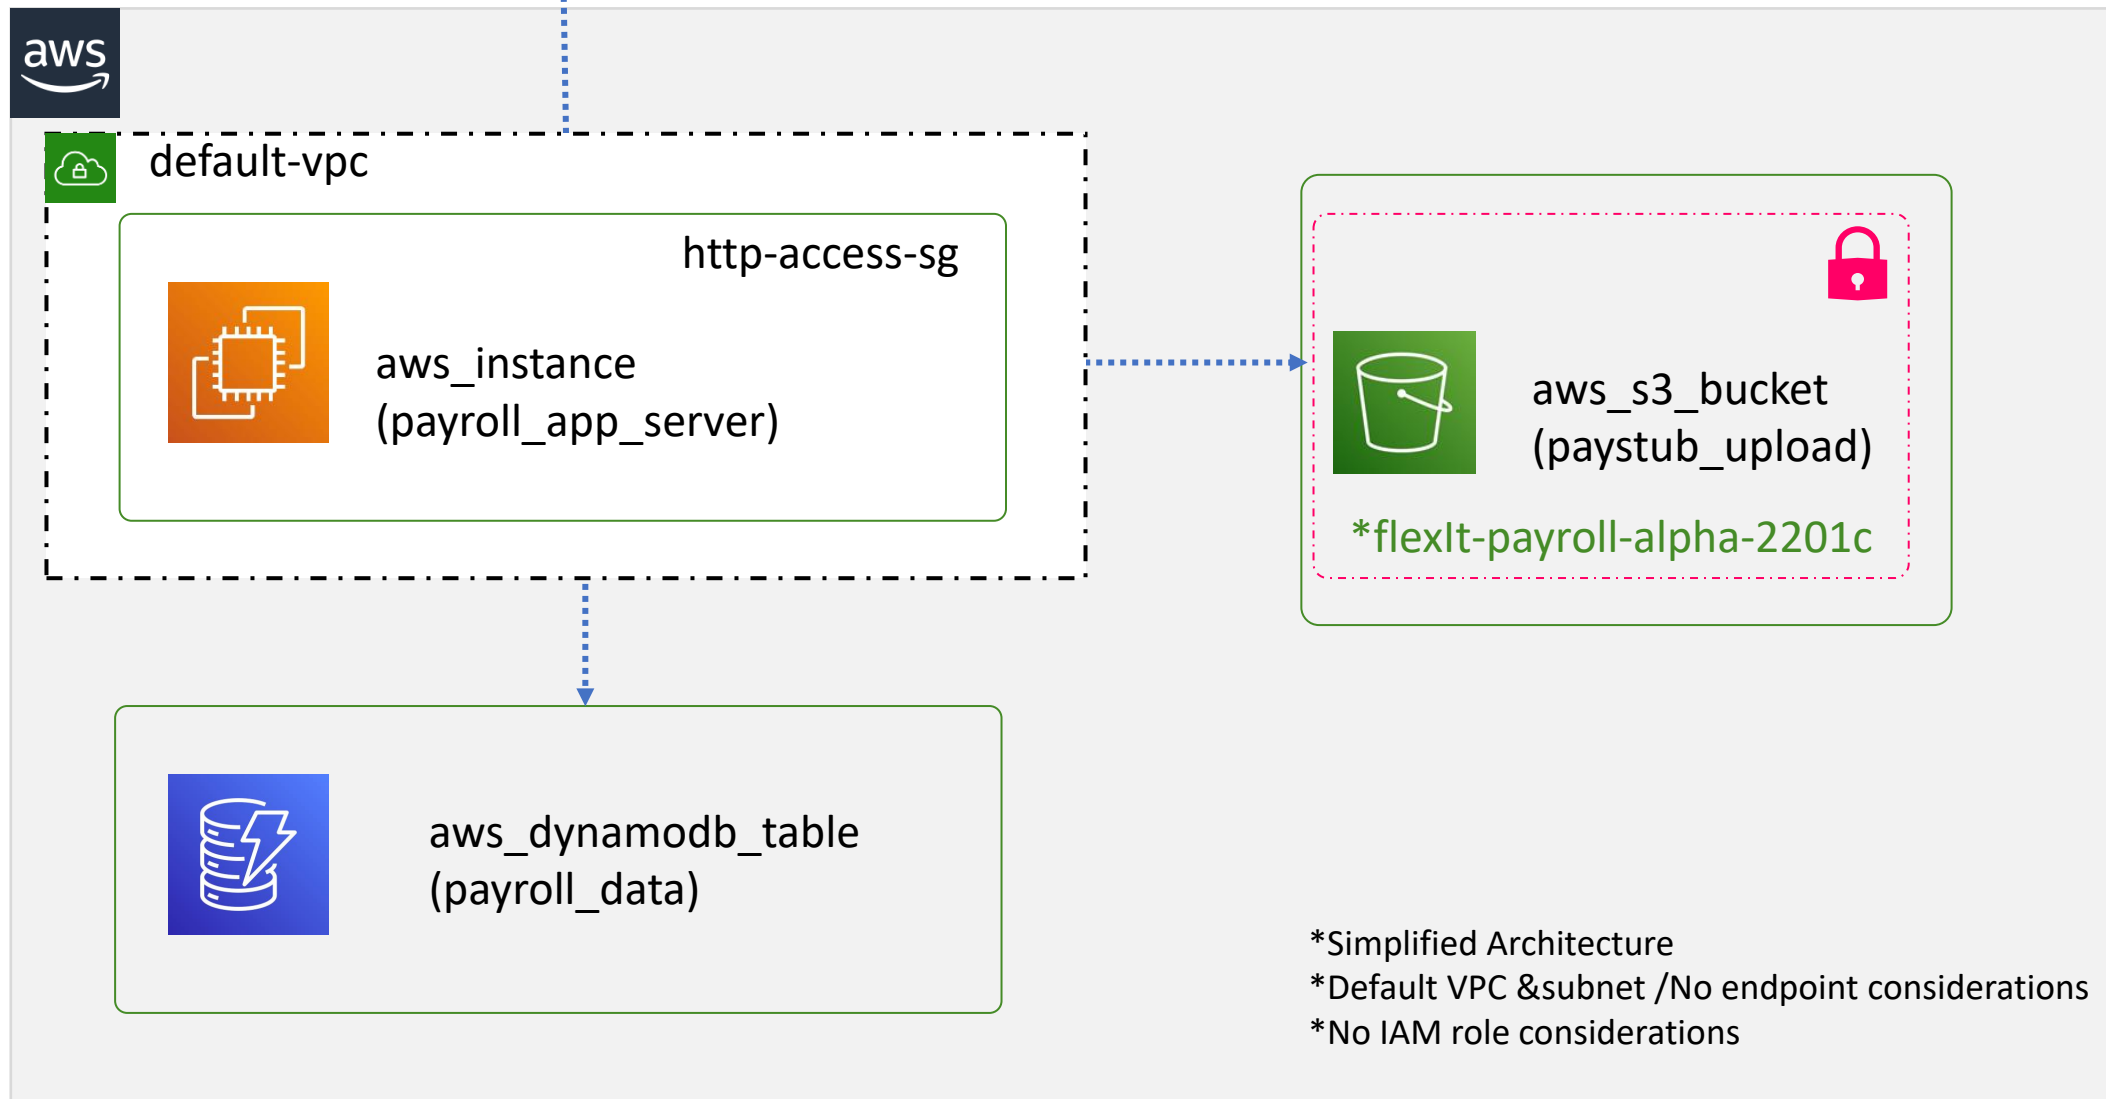 aws
default-vpc
http-access-sg
aws_instance
(payroll_app_server)
aws_s3_bucket
(paystub_upload)
*flexIt-payroll-alpha-2201c
aws_dynamodb_table
(payroll_data)
*Simplified Architecture
*Default VPC &subnet /No endpoint considerations
*No IAM role considerations